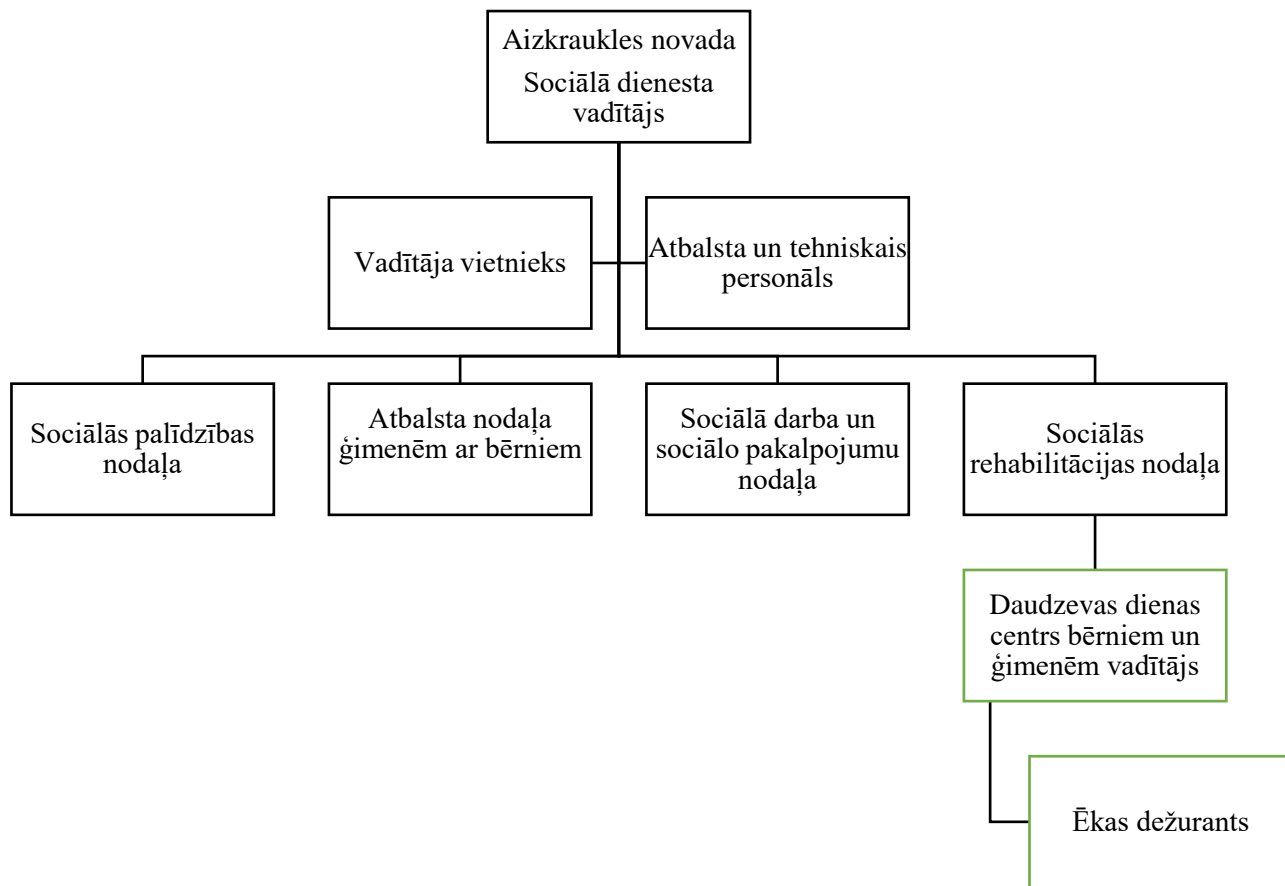 Aizkraukles novada
Sociālā dienesta
vadītājs
Vadītāja vietnieks
Atbalsta un tehniskais
personāls
Sociālās palīdzības
nodaļa
Atbalsta nodaļa
ģimenēm ar bērniem
Sociālā darba un
sociālo pakalpojumu
nodaļa
Sociālās
rehabilitācijas nodaļa
Daudzevas dienas
centrs bērniem un
ģimenēm vadītājs
Ēkas dežurants